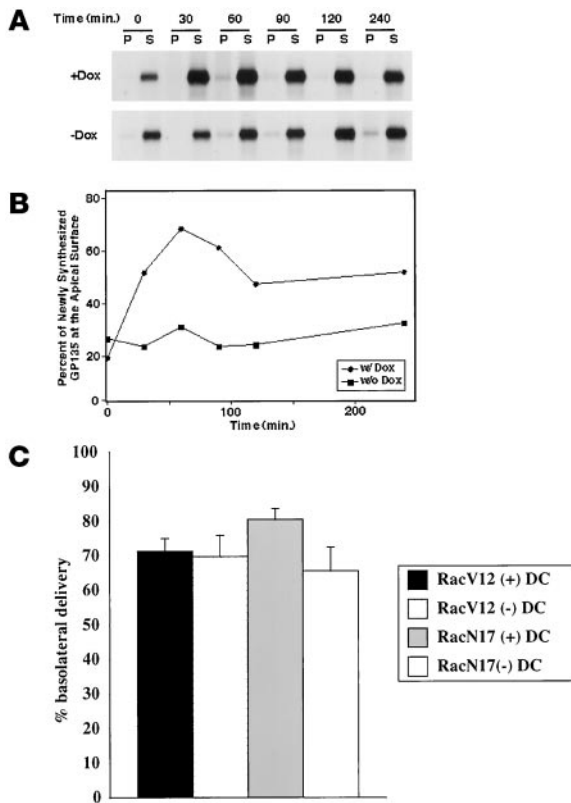 A
Time (min.) 0 30 60 90 120 240
P S P S P S P S P S P S
+Dox
-Dox
B
Percent of Newly Synthesized
GP135 at the Apical Surface
80
60
40
20
0
0 100 200
Time (min.)
w/ Dox
w/o Dox
C
% basolateral delivery
100
90
80
70
60
50
40
30
20
10
0
RacV12 (+) DC
RacV12 (-) DC
RacN17 (+) DC
RacN17(-) DC